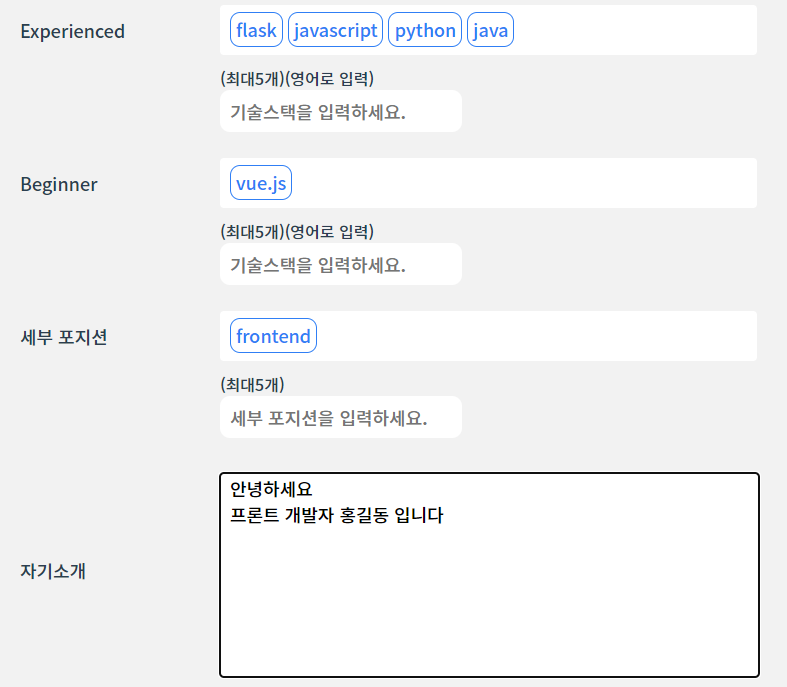 Experienced
flask javascript python java
(최대5개)(영어로 입력)
기술스택을 입력하세요.
Beginner
vue.js
(최대5개)(영어로 입력)
기술스택을 입력하세요.
세부 포지션
frontend
(최대5개)
세부 포지션을 입력하세요.
자기소개
안녕하세요
프론트 개발자 홍길동 입니다